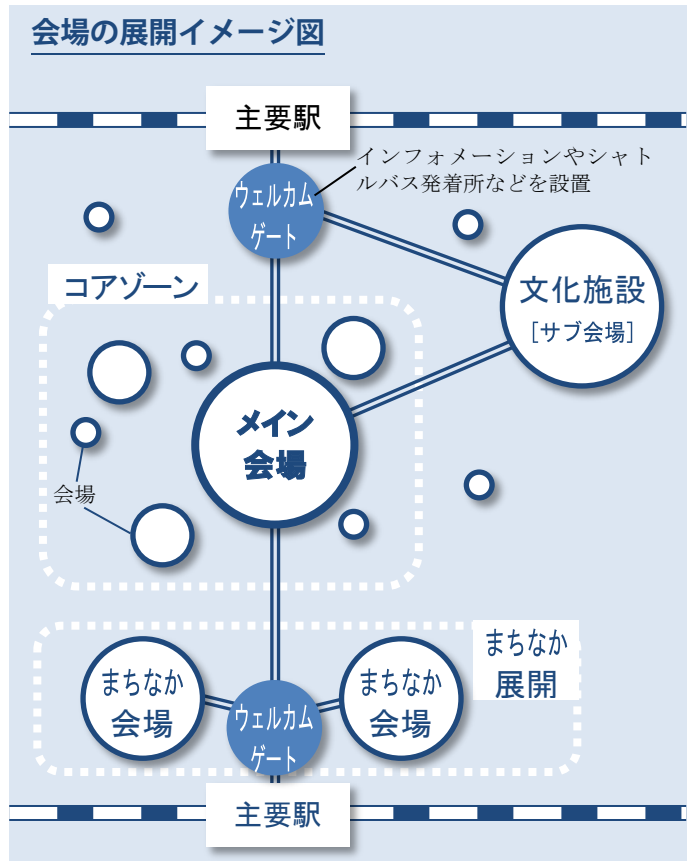 会場の展開イメージ図
主要駅
インフォメーションやシャト
ルバス発着所などを設置
ウェルカム
ゲート
コアゾーン
文化施設
[サブ会場]
メイン
会場
会場
まちなか
展開
まちなか
会場
ウェルカム
ゲート
まちなか
会場
主要駅